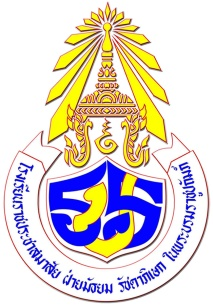 โรงเรียนราชประชาสมาสัย ฝ่ายมัธยม รัชดาภิเษก ในพระบรมราชูปถัมภ์